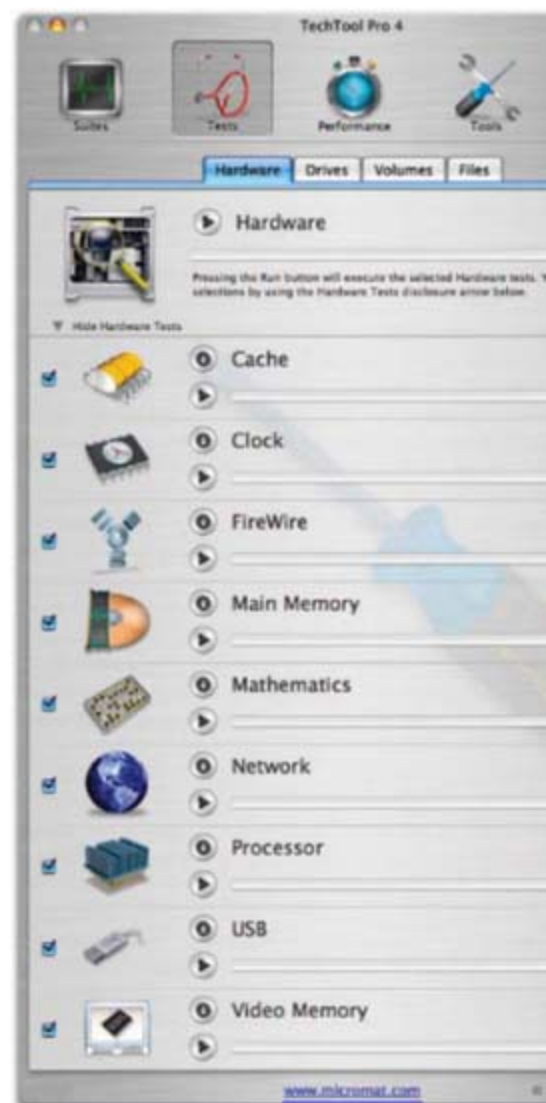 TechTool Pro 4
Suites
Tests
Performance
Tools
Hardware
Drives
Volumes
Files
Hardware
Pressing the Run button will execute the selected Hardware tests.
selections by using the Hardware Tests disclosure arrow below.
Hide Hardware Tests
Cache
Clock
FireWire
Main Memory
Mathematics
Network
Processor
USB
Video Memory
www.micromat.com